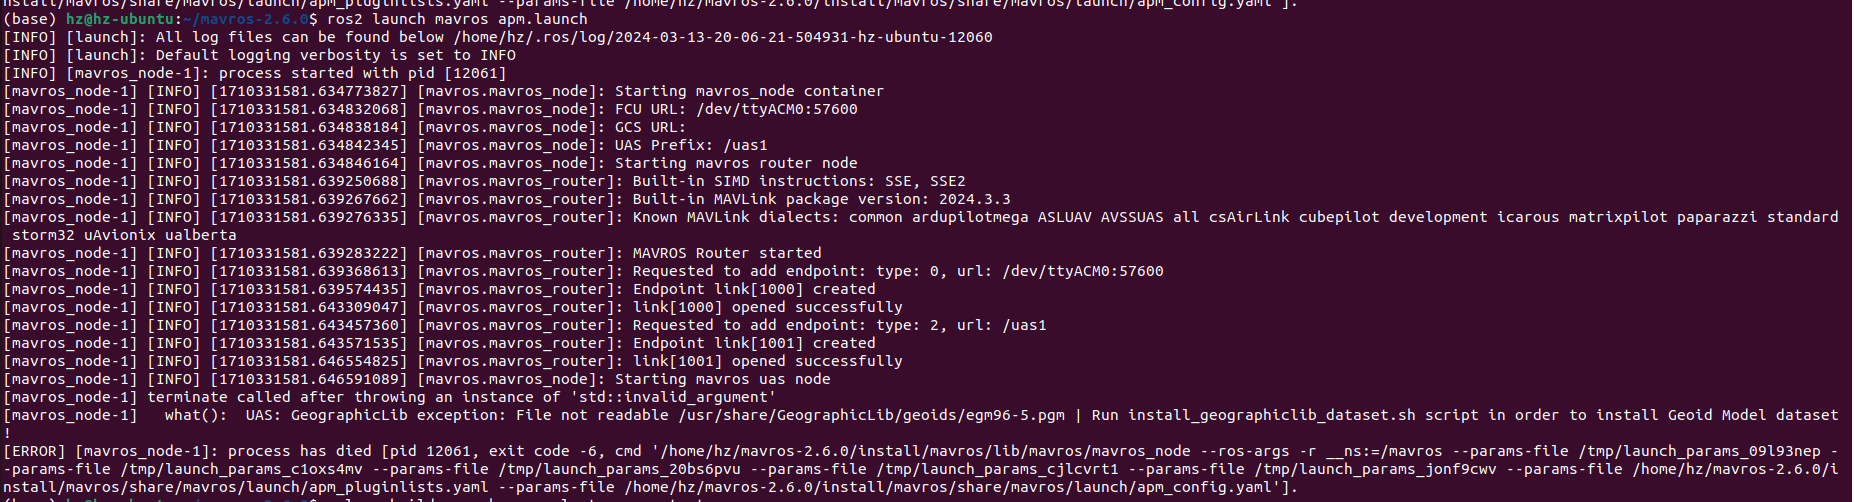 nstall/mavros/share/mavros/launch/apm_pluginlists.yaml --params-file /home/hz/mavros-2.6.0/install/mavros/share/mavros/launch/apm_config.yaml'].
(base) hz@hz-ubuntu:~/mavros-2.6.0$ ros2 launch mavros apm.launch
[INFO] [launch]: All log files can be found below /home/hz/.ros/log/2024-03-13-20-06-21-504931-hz-ubuntu-12060
[INFO] [launch]: Default logging verbosity is set to INFO
[INFO] [mavros_node-1]: process started with pid [12061]
[mavros_node-1] [INFO] [1710331581.634773827] [mavros.mavros_node]: Starting mavros_node container
[mavros_node-1] [INFO] [1710331581.634832068] [mavros.mavros_node]: FCU URL: /dev/ttyACM0:57600
[mavros_node-1] [INFO] [1710331581.634838184] [mavros.mavros_node]: GCS URL:
[mavros_node-1] [INFO] [1710331581.634842345] [mavros.mavros_node]: UAS Prefix: /uas1
[mavros_node-1] [INFO] [1710331581.634846164] [mavros.mavros_node]: Starting mavros router node
[mavros_node-1] [INFO] [1710331581.639250688] [mavros.mavros_router]: Built-in SIMD instructions: SSE, SSE2
[mavros_node-1] [INFO] [1710331581.639267662] [mavros.mavros_router]: Built-in MAVLink package version: 2024.3.3
[mavros_node-1] [INFO] [1710331581.639276335] [mavros.mavros_router]: Known MAVLink dialects: common ardupilotmega ASLUAV AVSSUAS all csAirLink cubepilot development icarous matrixpilot paparazzi standard
storm32 uAvionix ualberta
[mavros_node-1] [INFO] [1710331581.639283222] [mavros.mavros_router]: MAVROS Router started
[mavros_node-1] [INFO] [1710331581.639368613] [mavros.mavros_router]: Requested to add endpoint: type: 0, url: /dev/ttyACM0:57600
[mavros_node-1] [INFO] [1710331581.639574435] [mavros.mavros_router]: Endpoint link[1000] created
[mavros_node-1] [INFO] [1710331581.643309047] [mavros.mavros_router]: link[1000] opened successfully
[mavros_node-1] [INFO] [1710331581.643457360] [mavros.mavros_router]: Requested to add endpoint: type: 2, url: /uas1
[mavros_node-1] [INFO] [1710331581.643571535] [mavros.mavros_router]: Endpoint link[1001] created
[mavros_node-1] [INFO] [1710331581.646554825] [mavros.mavros_router]: link[1001] opened successfully
[mavros_node-1] [INFO] [1710331581.646591089] [mavros.mavros_node]: Starting mavros uas node
[mavros_node-1] terminate called after throwing an instance of 'std::invalid_argument'
[mavros_node-1]   what():  UAS: GeographicLib exception: File not readable /usr/share/GeographicLib/geoids/egm96-5.pgm | Run install_geographiclib_dataset.sh script in order to install Geoid Model dataset
!
[ERROR] [mavros_node-1]: process has died [pid 12061, exit code -6, cmd '/home/hz/mavros-2.6.0/install/mavros/lib/mavros/mavros_node --ros-args -r __ns:=/mavros --params-file /tmp/launch_params_09l93nep -
-params-file /tmp/launch_params_c1oxs4mv --params-file /tmp/launch_params_20bs6pvu --params-file /tmp/launch_params_cjlcvrt1 --params-file /tmp/launch_params_jonf9cwv --params-file /home/hz/mavros-2.6.0/i
nstall/mavros/share/mavros/launch/apm_pluginlists.yaml --params-file /home/hz/mavros-2.6.0/install/mavros/share/mavros/launch/apm_config.yaml'].